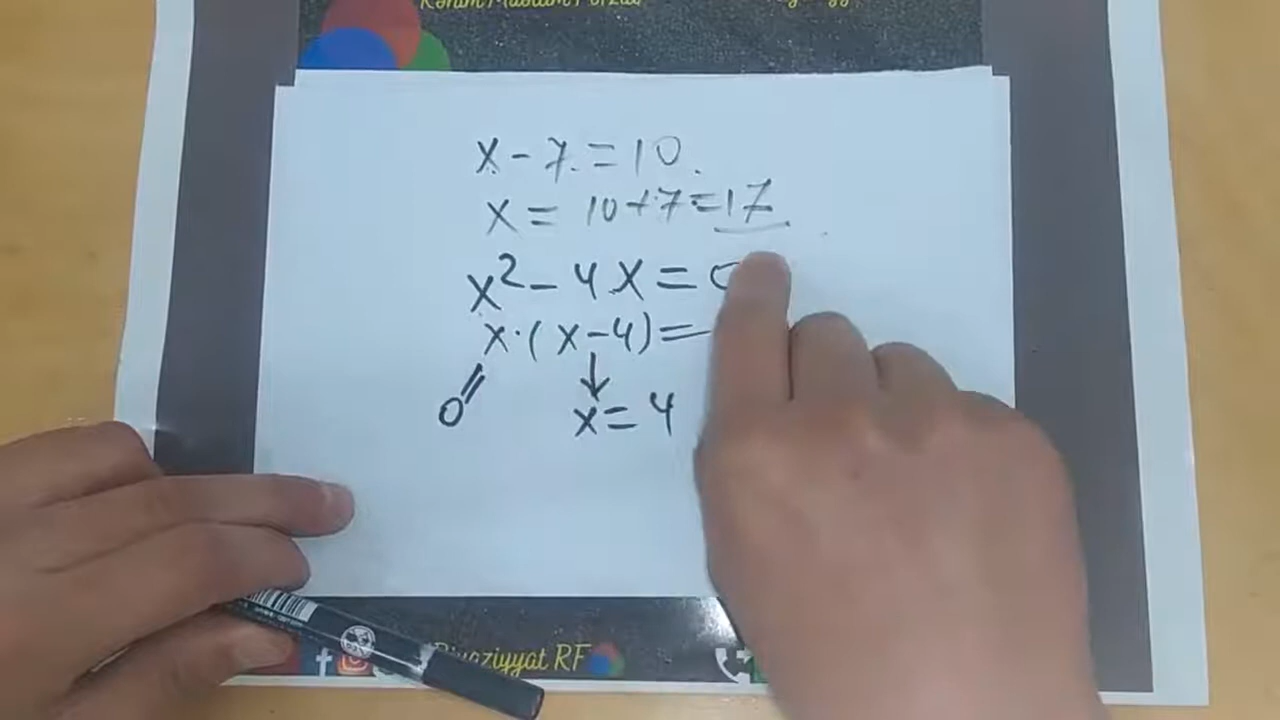 x - 7 = 10
x = 10 + 7 = 17
x² - 4x = 0
x · (x - 4) =
0 x = 4
Riyaziyyat RF